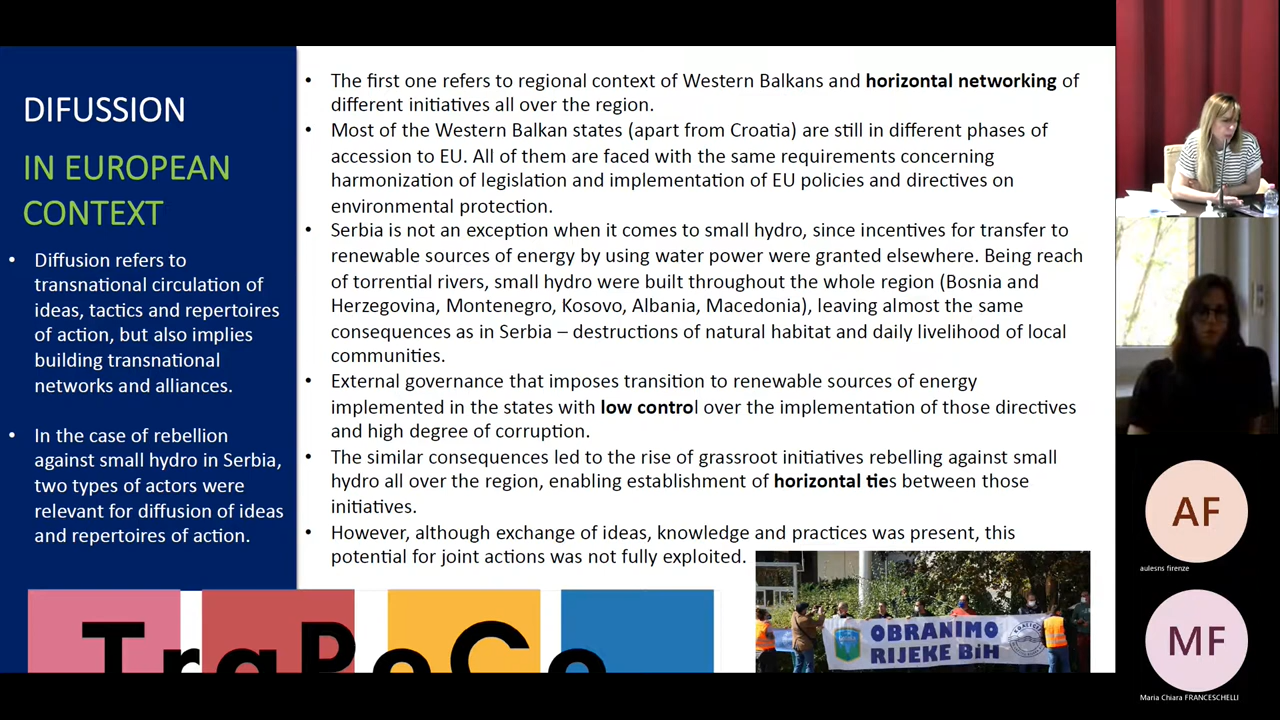 DIFUSSION
IN EUROPEAN
CONTEXT
• Diffusion refers to
transnational circulation of
ideas, tactics and repertoires
of action, but also implies
building transnational
networks and alliances.
• In the case of rebellion
against small hydro in Serbia,
two types of actors were
relevant for diffusion of ideas
and repertoires of action.
• The first one refers to regional context of Western Balkans and horizontal networking of
different initiatives all over the region.
• Most of the Western Balkan states (apart from Croatia) are still in different phases of
accession to EU. All of them are faced with the same requirements concerning
harmonization of legislation and implementation of EU policies and directives on
environmental protection.
• Serbia is not an exception when it comes to small hydro, since incentives for transfer to
renewable sources of energy by using water power were granted elsewhere. Being reach
of torrential rivers, small hydro were built throughout the whole region (Bosnia and
Herzegovina, Montenegro, Kosovo, Albania, Macedonia), leaving almost the same
consequences as in Serbia – destructions of natural habitat and daily livelihood of local
communities.
• External governance that imposes transition to renewable sources of energy
implemented in the states with low control over the implementation of those directives
and high degree of corruption.
• The similar consequences led to the rise of grassroot initiatives rebelling against small
hydro all over the region, enabling establishment of horizontal ties between those
initiatives.
• However, although exchange of ideas, knowledge and practices was present, this
potential for joint actions was not fully exploited.
TraPoCo
OBRANIMO
RIJEKE BiH
AF
aulesns firenze
MF
Maria Chiara FRANCESCHELLI